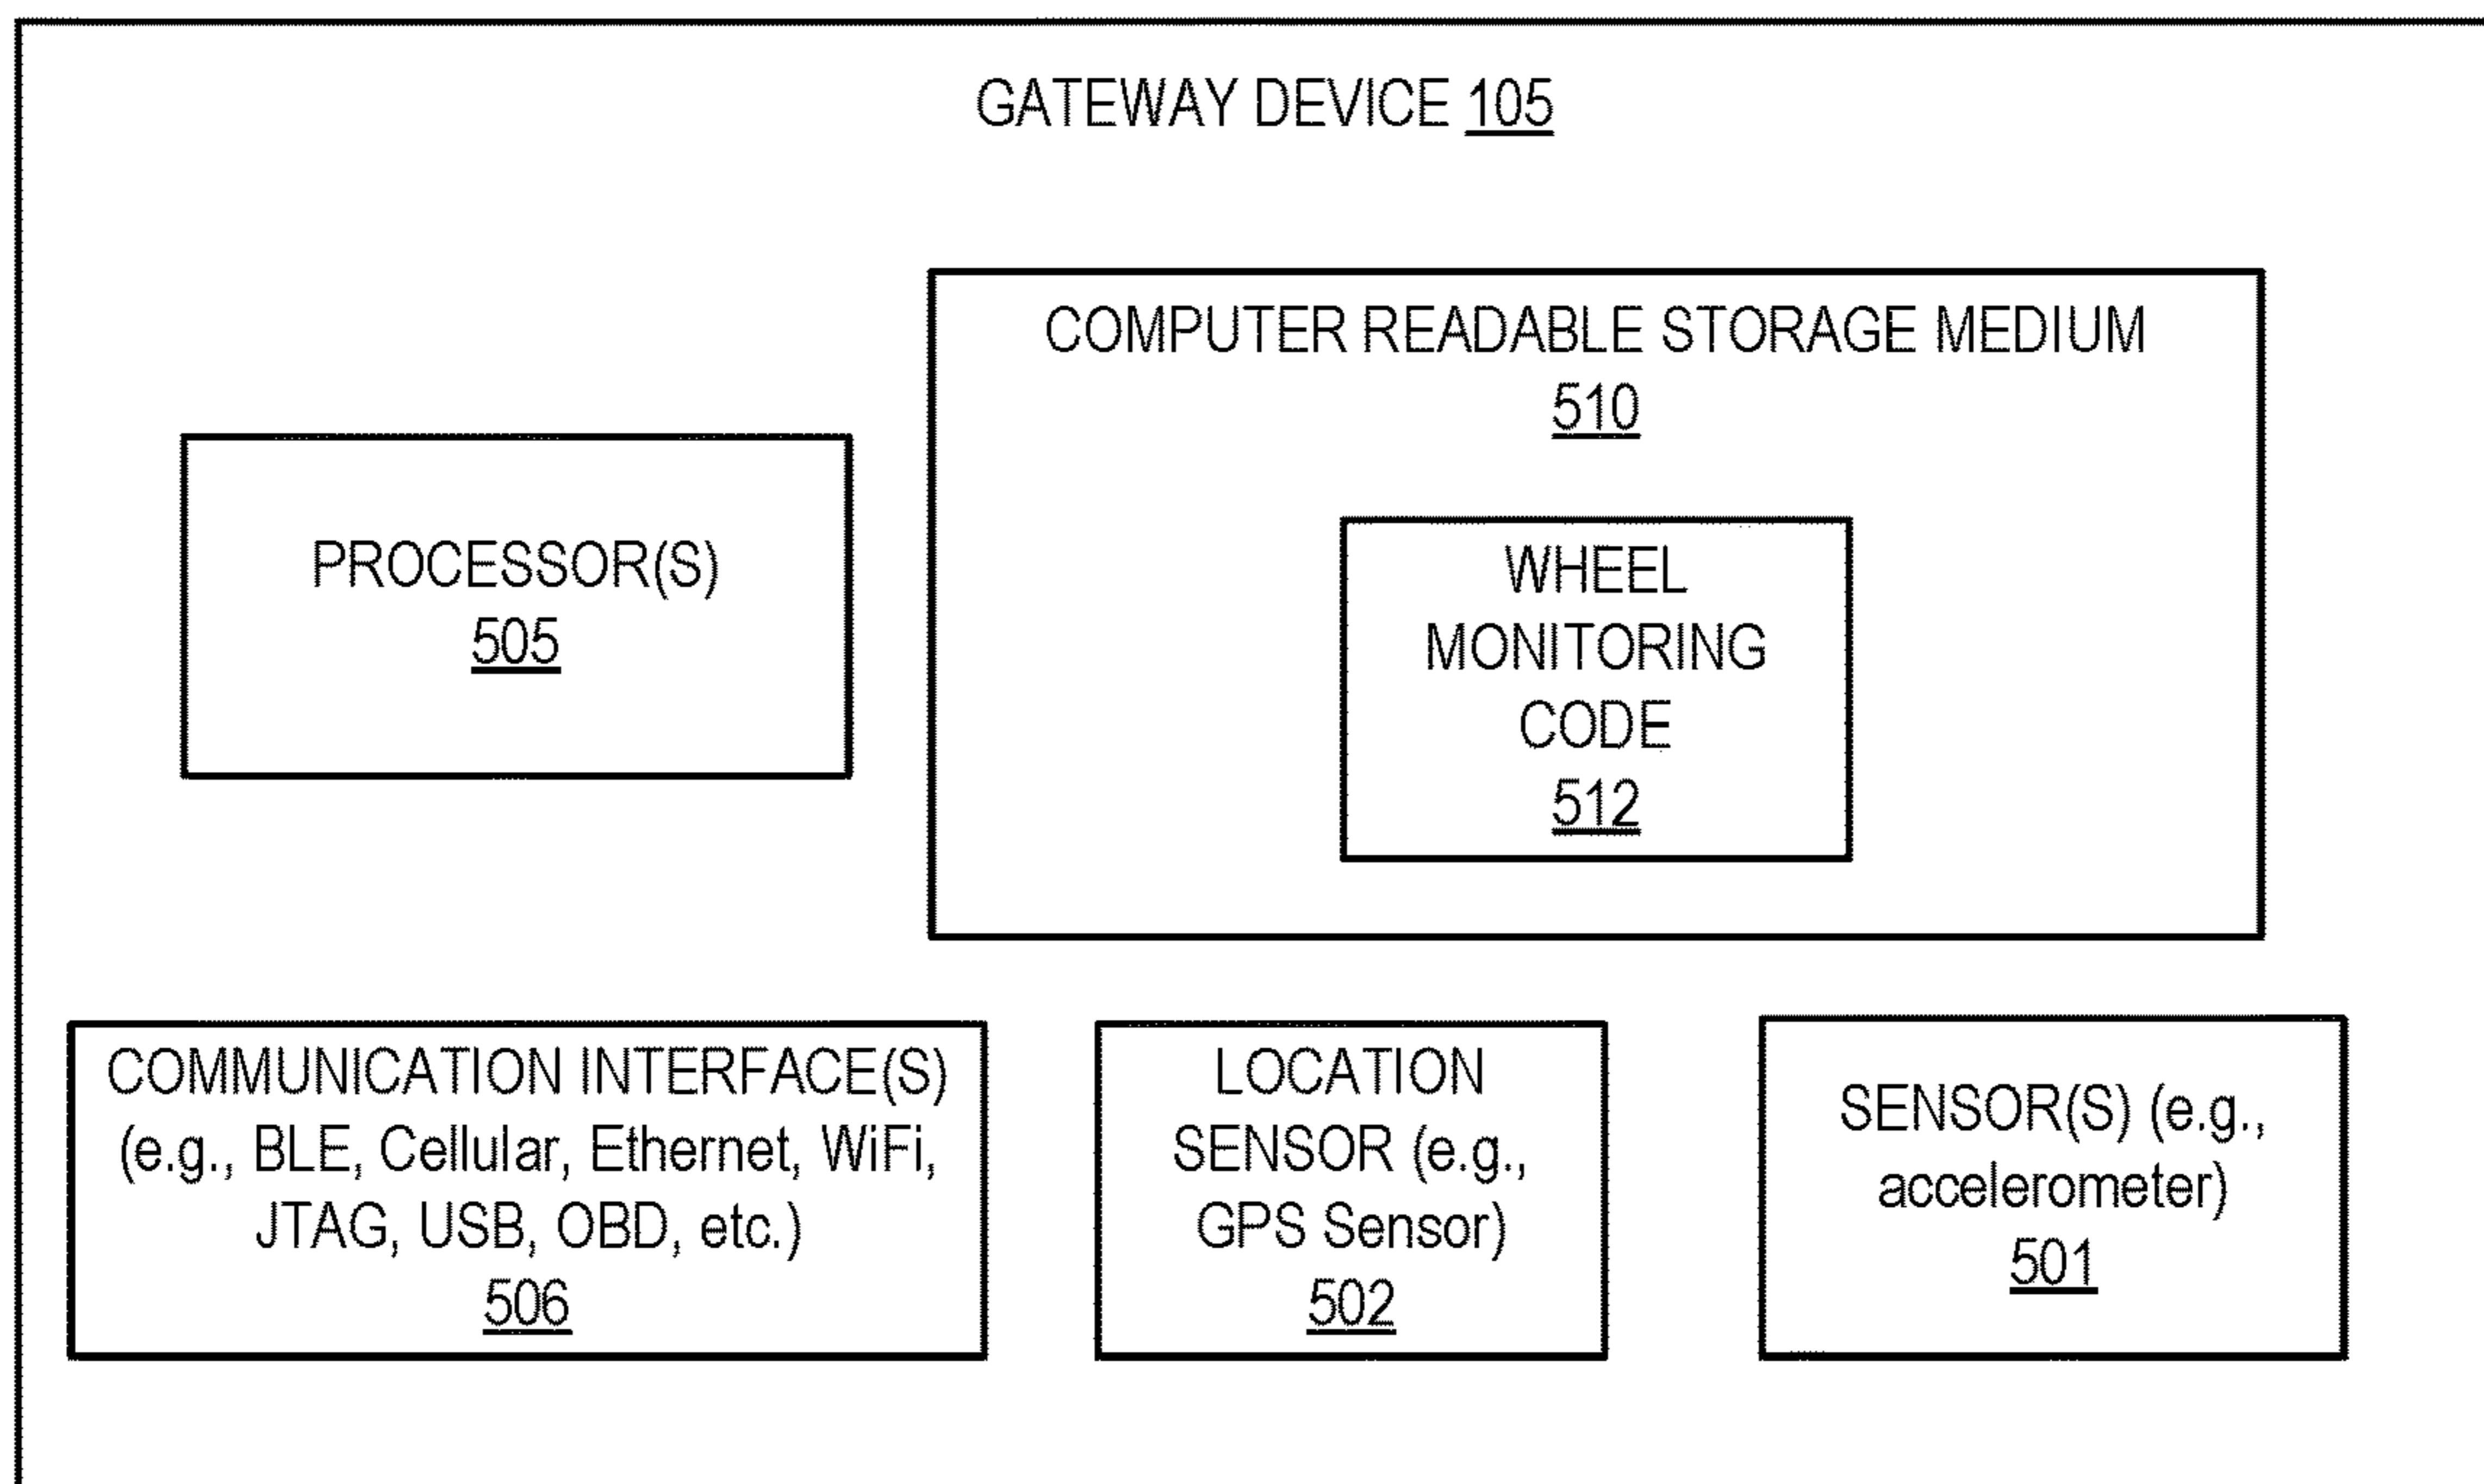 GATEWAY DEVICE 105
COMPUTER READABLE STORAGE MEDIUM
510
PROCESSOR(S)
505
WHEEL
MONITORING
CODE
512
COMMUNICATION INTERFACE(S)
(e.g., BLE, Cellular, Ethernet, WiFi,
JTAG, USB, OBD, etc.)
506
LOCATION
SENSOR (e.g.,
GPS Sensor)
502
SENSOR(S) (e.g.,
accelerometer)
501